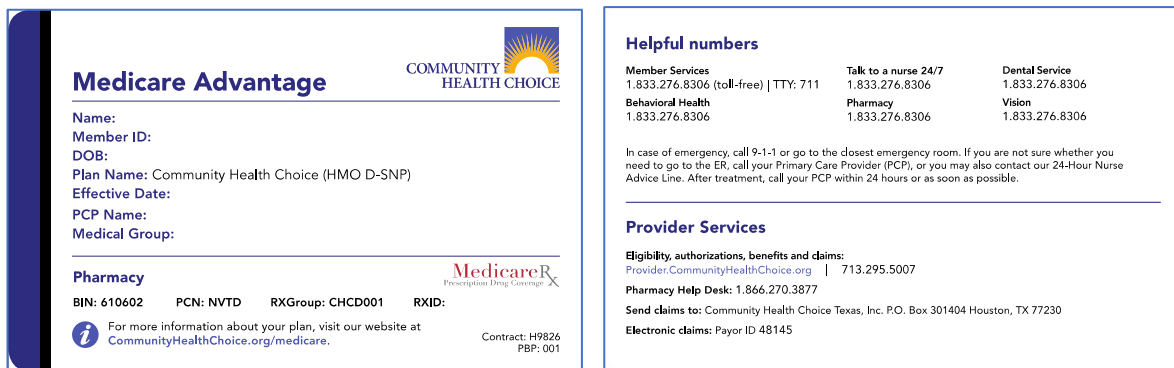 Medicare Advantage
COMMUNITY
HEALTH CHOICE
Name:
Member ID:
DOB:
Plan Name: Community Health Choice (HMO D-SNP)
Effective Date:
PCP Name:
Medical Group:
Pharmacy
MedicareRx
Prescription Drug Coverage
BIN: 610602 PCN: NVTD RXGroup: CHCD001 RXID:
i
For more information about your plan, visit our website at
CommunityHealthChoice.org/medicare.
Contract: H9826
PBP: 001
Helpful numbers
Member Services Talk to a nurse 24/7 Dental Service
1.833.276.8306 (toll-free) | TTY: 711 1.833.276.8306 1.833.276.8306
Behavioral Health Pharmacy Vision
1.833.276.8306 1.833.276.8306 1.833.276.8306
In case of emergency, call 9-1-1 or go to the closest emergency room. If you are not sure whether you
need to go to the ER, call your Primary Care Provider (PCP), or you may also contact our 24-Hour Nurse
Advice Line. After treatment, call your PCP within 24 hours or as soon as possible.
Provider Services
Eligibility, authorizations, benefits and claims:
Provider.CommunityHealthChoice.org | 713.295.5007
Pharmacy Help Desk: 1.866.270.3877
Send claims to: Community Health Choice Texas, Inc. P.O. Box 301404 Houston, TX 77230
Electronic claims: Payor ID 48145